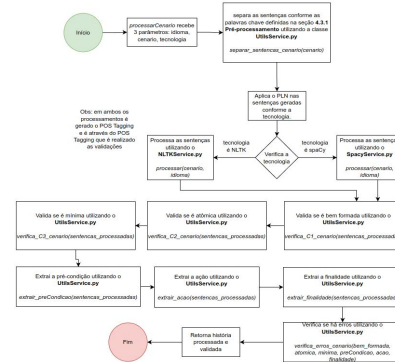 Início
processarCenario recebe
3 parâmetros: idioma,
cenario, tecnologia
separa as sentenças conforme as
palavras chave definidas na seção 4.3.1
Pré-processamento utilizando a classe
UtilsService.py
separar_sentencas_cenario(cenario)
Aplica o PLN nas
sentenças geradas
conforme a
tecnologia.
Obs: em ambos os
processamentos é
gerado o POS Tagging
e é através do POS
Tagging que é realizado
as validações
Processa as sentenças
utilizando o
NLTKService.py
processar(cenario,
idioma)
tecnologia
é NLTK
Verifica a
tecnologia
tecnologia
é spaCy
Processa as sentenças
utilizando o
SpacyService.py
processar(cenario,
idioma)
Valida se é mínima utilizando o
UtilsService.py
verifica_C3_cenario(sentencas_processadas)
Valida se é atômica utilizando o
UtilsService.py
verifica_C2_cenario(sentencas_processadas)
Valida se é bem formada utilizando o
UtilsService.py
verifica_C1_cenario(sentencas_processadas)
Extrai a pré-condição utilizando o
UtilsService.py
extrair_preCondicao(sentencas_processadas)
Extrai a ação utilizando o
UtilsService.py
extrair_acao(sentencas_processadas)
Extrai a finalidade utilizando o
UtilsService.py
extrair_finalidade(sentencas_processadas)
Fim
Retorna história
processada e
validada
Verifica se há erros utilizando o
UtilsService.py
verifica_erros_cenario(bem_formada,
atomica, minima, preCondicao, acao,
finalidade)